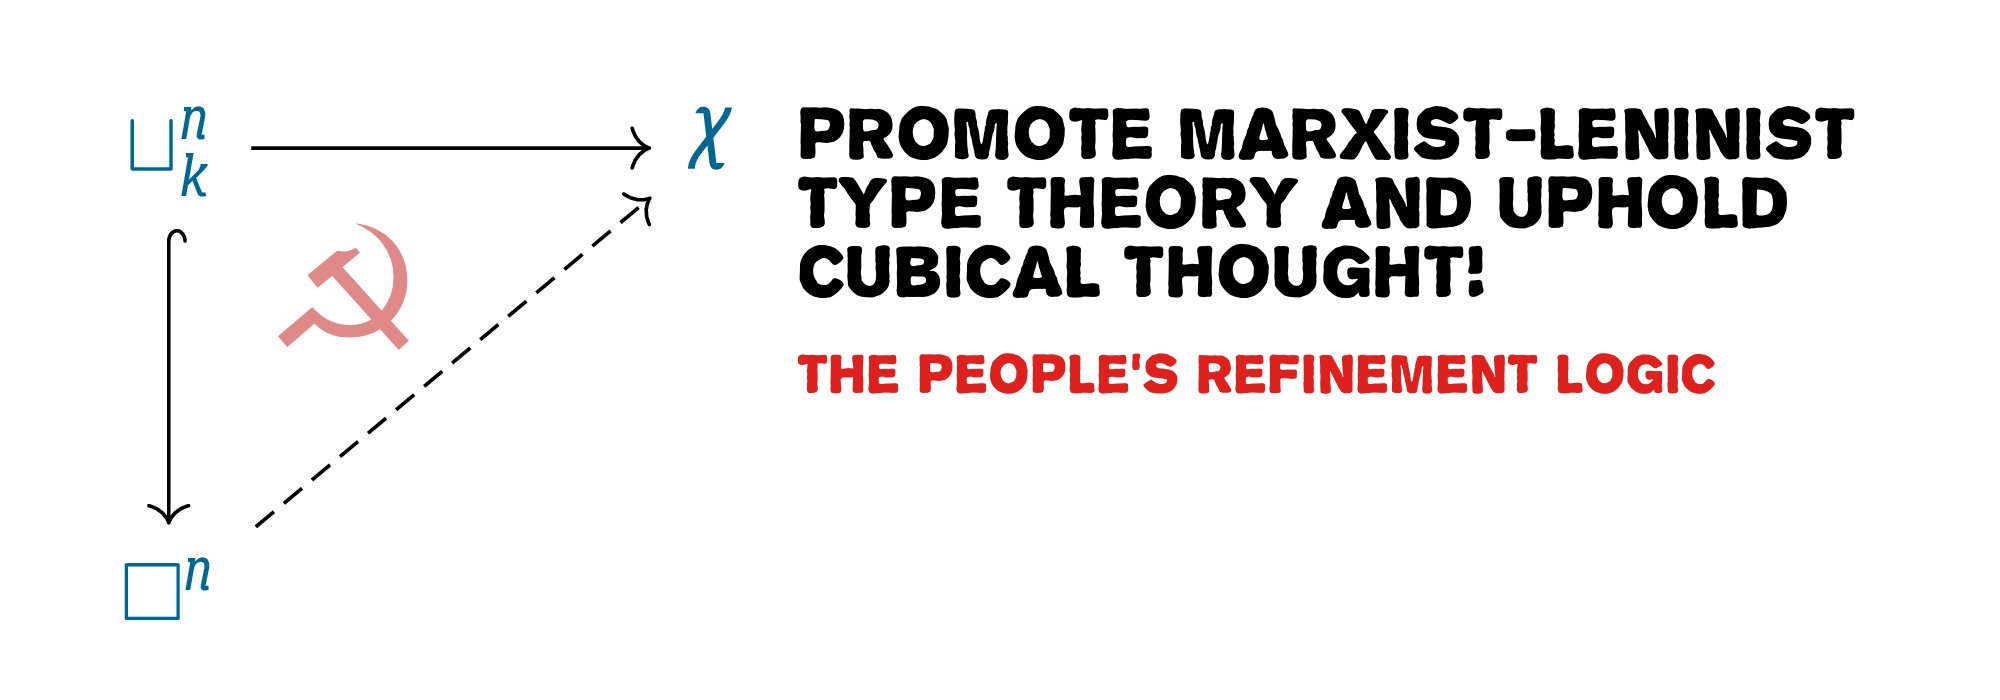 ⊔ⁿₖ
χ
□ⁿ
PROMOTE MARXIST-LENINIST
TYPE THEORY AND UPHOLD
CUBICAL THOUGHT!
THE PEOPLE'S REFINEMENT LOGIC